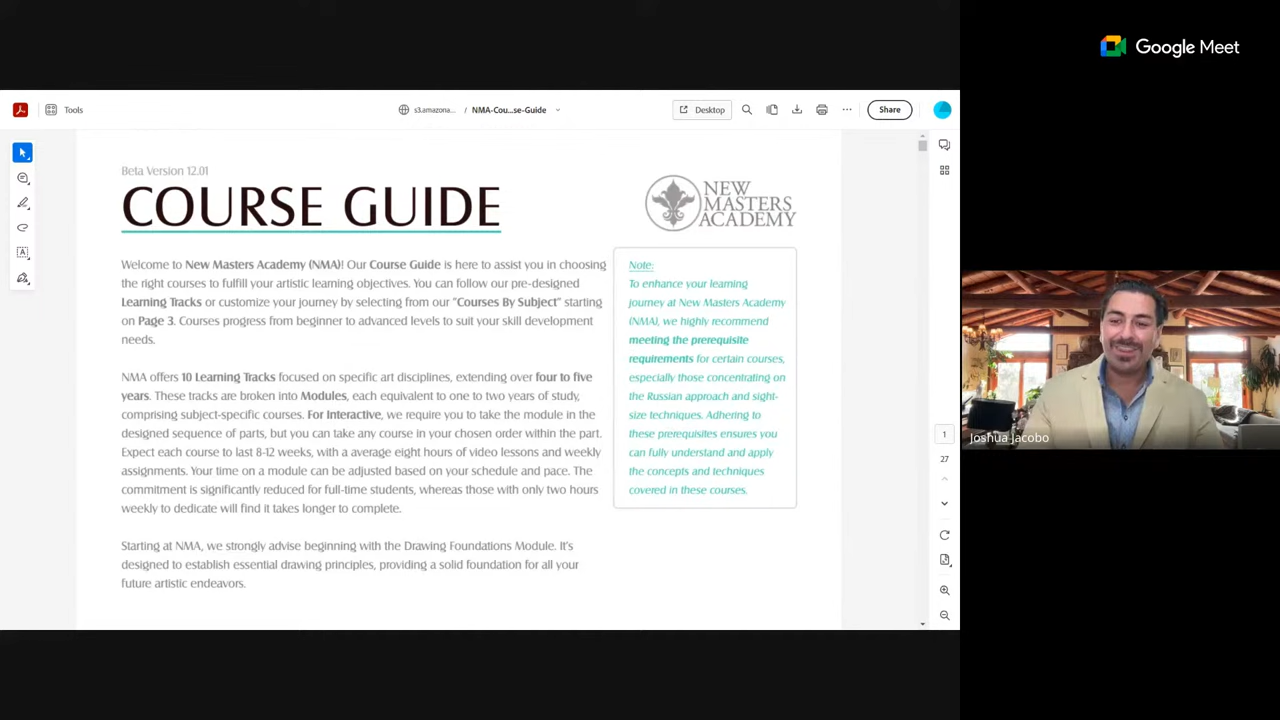 Google Meet
Tools
s3.amazona... / NMA-Cou...se-Guide
Desktop
Share
Beta Version 12.01
COURSE GUIDE
NEW
MASTERS
ACADEMY
Welcome to New Masters Academy (NMA)! Our Course Guide is here to assist you in choosing
the right courses to fulfill your artistic learning objectives. You can follow our pre-designed
Learning Tracks or customize your journey by selecting from our "Courses By Subject" starting
on Page 3. Courses progress from beginner to advanced levels to suit your skill development
needs.
NMA offers 10 Learning Tracks focused on specific art disciplines, extending over four to five
years. These tracks are broken into Modules, each equivalent to one to two years of study,
comprising subject-specific courses. For Interactive, we require you to take the module in the
designed sequence of parts, but you can take any course in your chosen order within the part.
Expect each course to last 8-12 weeks, with a average eight hours of video lessons and weekly
assignments. Your time on a module can be adjusted based on your schedule and pace. The
commitment is significantly reduced for full-time students, whereas those with only two hours
weekly to dedicate will find it takes longer to complete.
Starting at NMA, we strongly advise beginning with the Drawing Foundations Module. It's
designed to establish essential drawing principles, providing a solid foundation for all your
future artistic endeavors.
Note:
To enhance your learning
journey at New Masters Academy
(NMA), we highly recommend
meeting the prerequisite
requirements for certain courses,
especially those concentrating on
the Russian approach and sight-
size techniques. Adhering to
these prerequisites ensures you
can fully understand and apply
the concepts and techniques
covered in these courses.
1
27
Joshua Jacobo